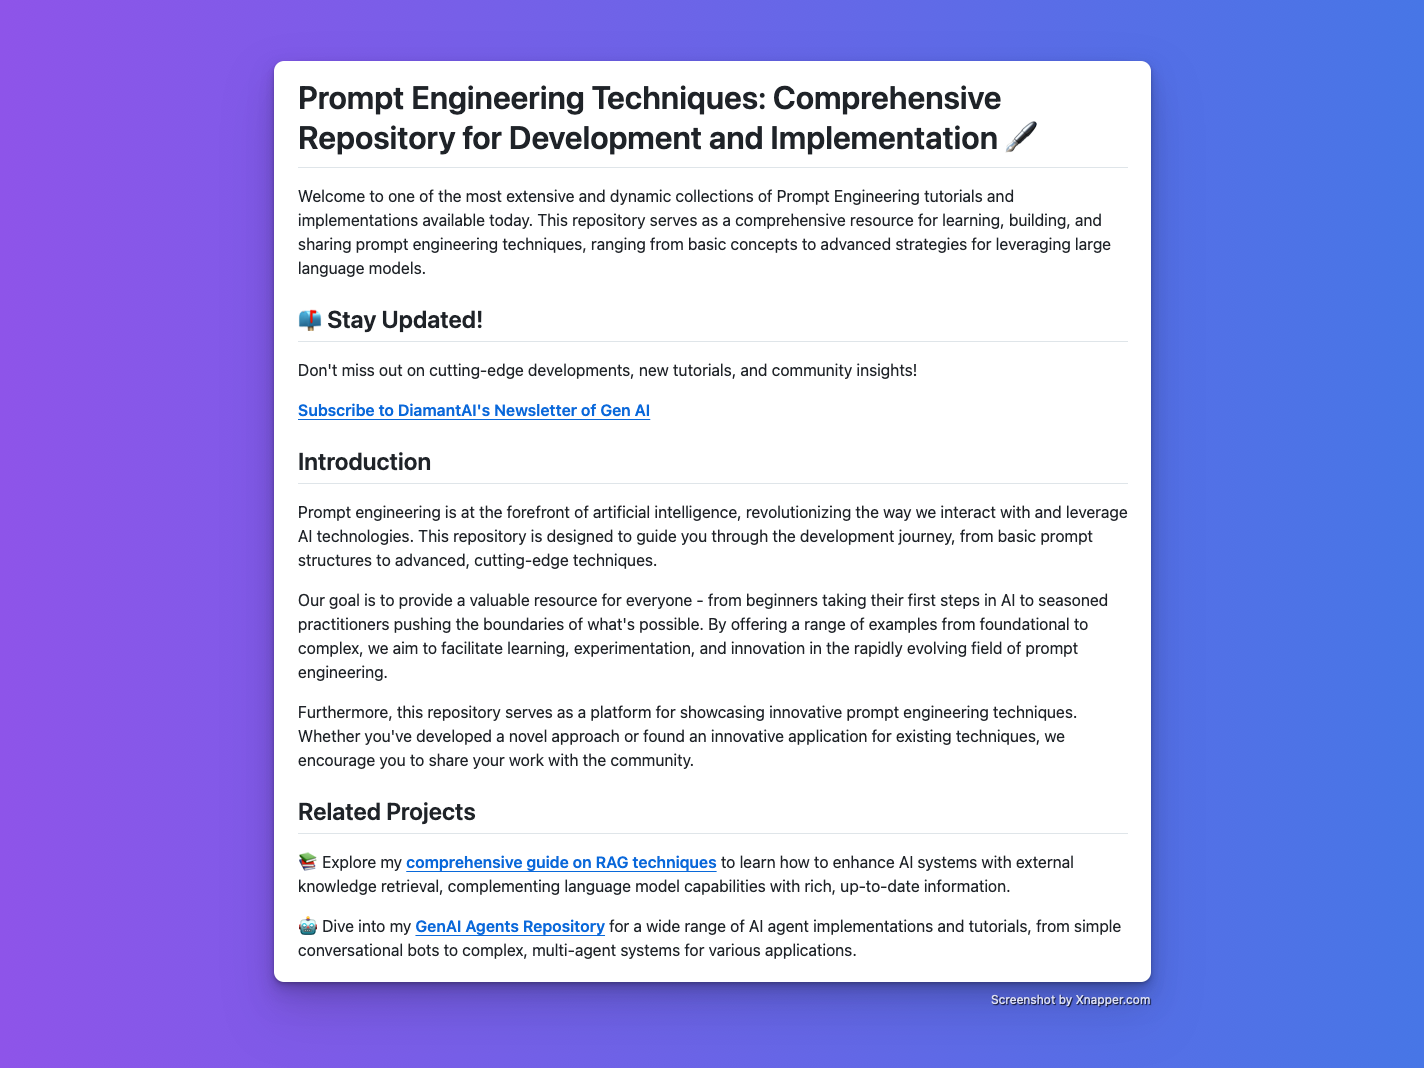 Prompt Engineering Techniques: Comprehensive
Repository for Development and Implementation 🖋️
Welcome to one of the most extensive and dynamic collections of Prompt Engineering tutorials and
implementations available today. This repository serves as a comprehensive resource for learning, building, and
sharing prompt engineering techniques, ranging from basic concepts to advanced strategies for leveraging large
language models.
📫 Stay Updated!
Don't miss out on cutting-edge developments, new tutorials, and community insights!
Subscribe to DiamantAI's Newsletter of Gen AI
Introduction
Prompt engineering is at the forefront of artificial intelligence, revolutionizing the way we interact with and leverage
AI technologies. This repository is designed to guide you through the development journey, from basic prompt
structures to advanced, cutting-edge techniques.
Our goal is to provide a valuable resource for everyone - from beginners taking their first steps in AI to seasoned
practitioners pushing the boundaries of what's possible. By offering a range of examples from foundational to
complex, we aim to facilitate learning, experimentation, and innovation in the rapidly evolving field of prompt
engineering.
Furthermore, this repository serves as a platform for showcasing innovative prompt engineering techniques.
Whether you've developed a novel approach or found an innovative application for existing techniques, we
encourage you to share your work with the community.
Related Projects
📚 Explore my comprehensive guide on RAG techniques to learn how to enhance AI systems with external
knowledge retrieval, complementing language model capabilities with rich, up-to-date information.
🤖 Dive into my GenAI Agents Repository for a wide range of AI agent implementations and tutorials, from simple
conversational bots to complex, multi-agent systems for various applications.
Screenshot by Xnapper.com